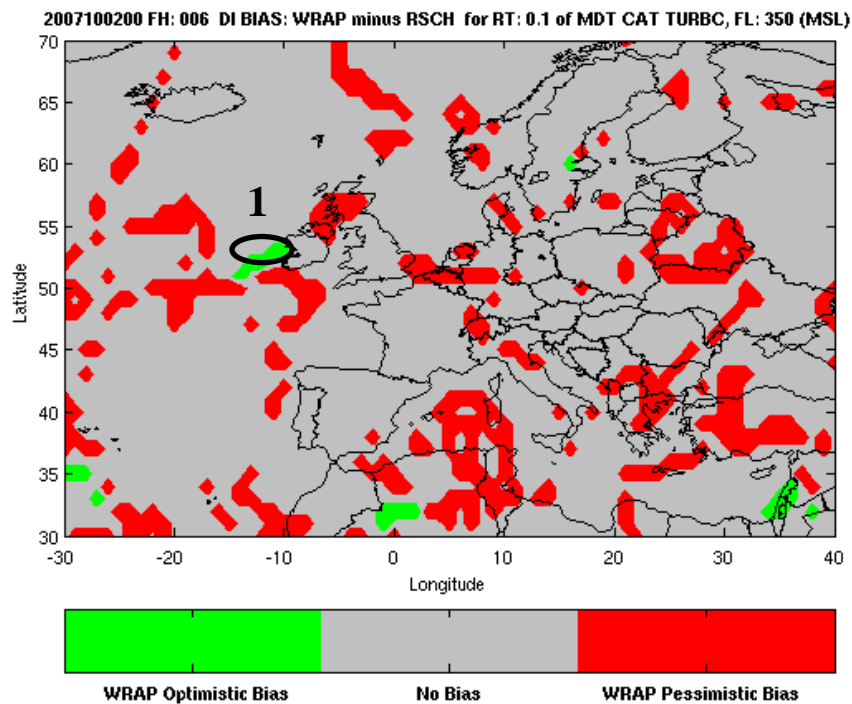 2007100200 FH: 006 DI BIAS: WRAP minus RSCH for RT: 0.1 of MDT CAT TURBC, FL: 350 (MSL)
70
65
60
55
50
45
40
35
30
Latitude
1
-30 -20 -10 0 10 20 30 40
Longitude
WRAP Optimistic Bias No Bias WRAP Pessimistic Bias